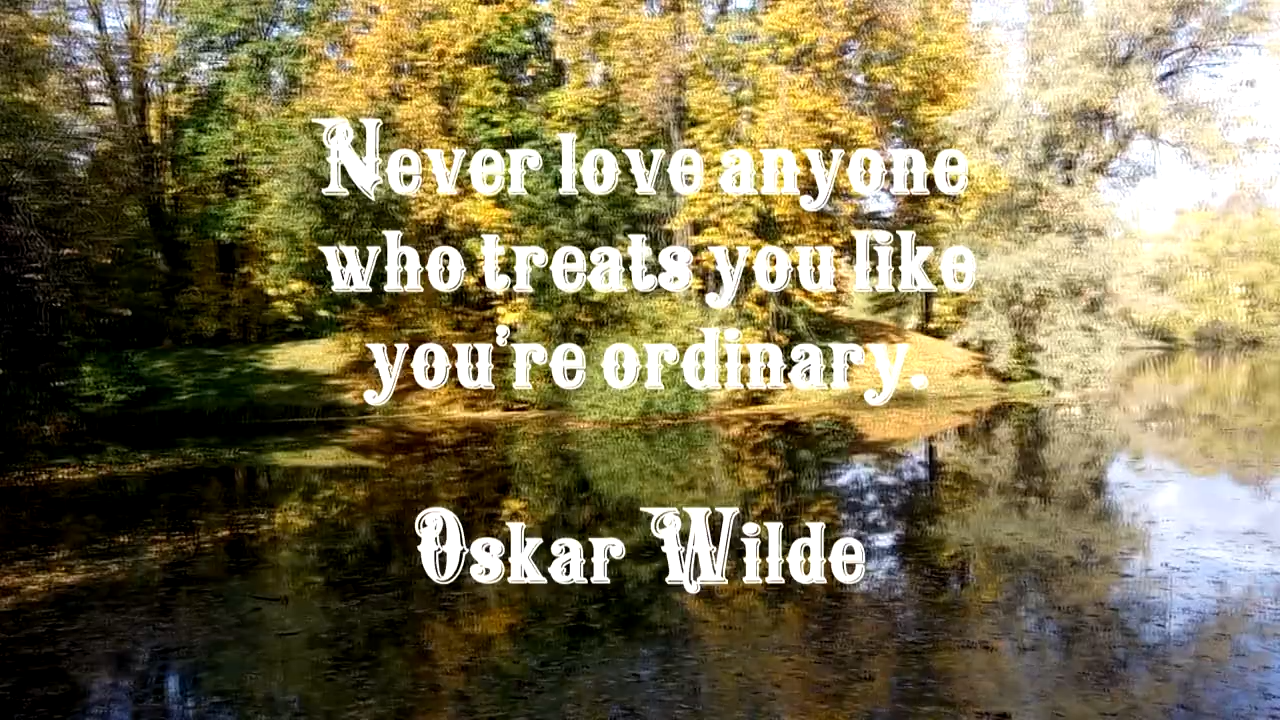 Never love anyone
who treats you like
you're ordinary.
Oskar Wilde